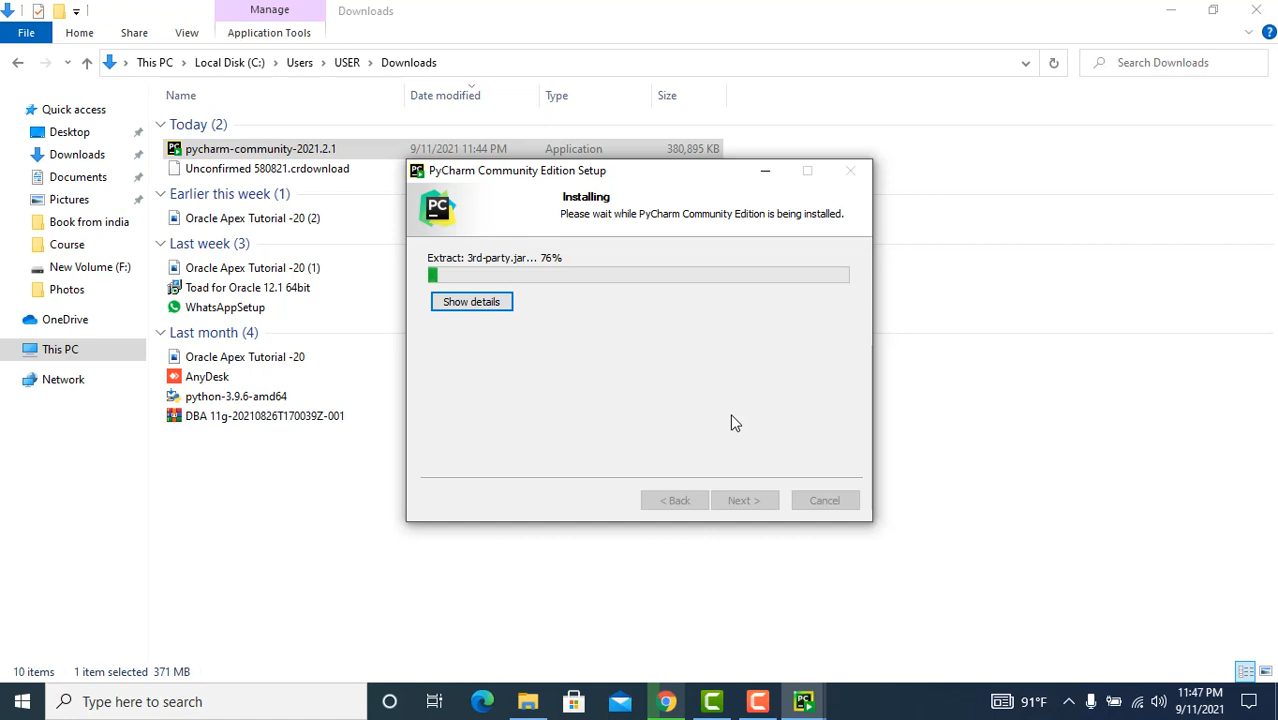 Manage
Downloads
File
Home
Share
View
Application Tools
This PC
Local Disk (C:)
Users
USER
Downloads
Search Downloads
Name
Date modified
Type
Size
Quick access
Desktop
Downloads
Documents
Pictures
Book from india
Course
New Volume (F:)
Photos
OneDrive
This PC
Network
Today (2)
pycharm-community-2021.2.1 9/11/2021 11:44 PM Application 380,895 KB
Unconfirmed 580821.crdownload
Earlier this week (1)
Oracle Apex Tutorial -20 (2)
Last week (3)
Oracle Apex Tutorial -20 (1)
Toad for Oracle 12.1 64bit
WhatsAppSetup
Last month (4)
Oracle Apex Tutorial -20
AnyDesk
python-3.9.6-amd64
DBA 11g-20210826T170039Z-001
PyCharm Community Edition Setup
PC
Installing
Please wait while PyCharm Community Edition is being installed.
Extract: 3rd-party.jar... 76%
Show details
< Back
Next >
Cancel
10 items
1 item selected 371 MB
Type here to search
91°F
11:47 PM
9/11/2021